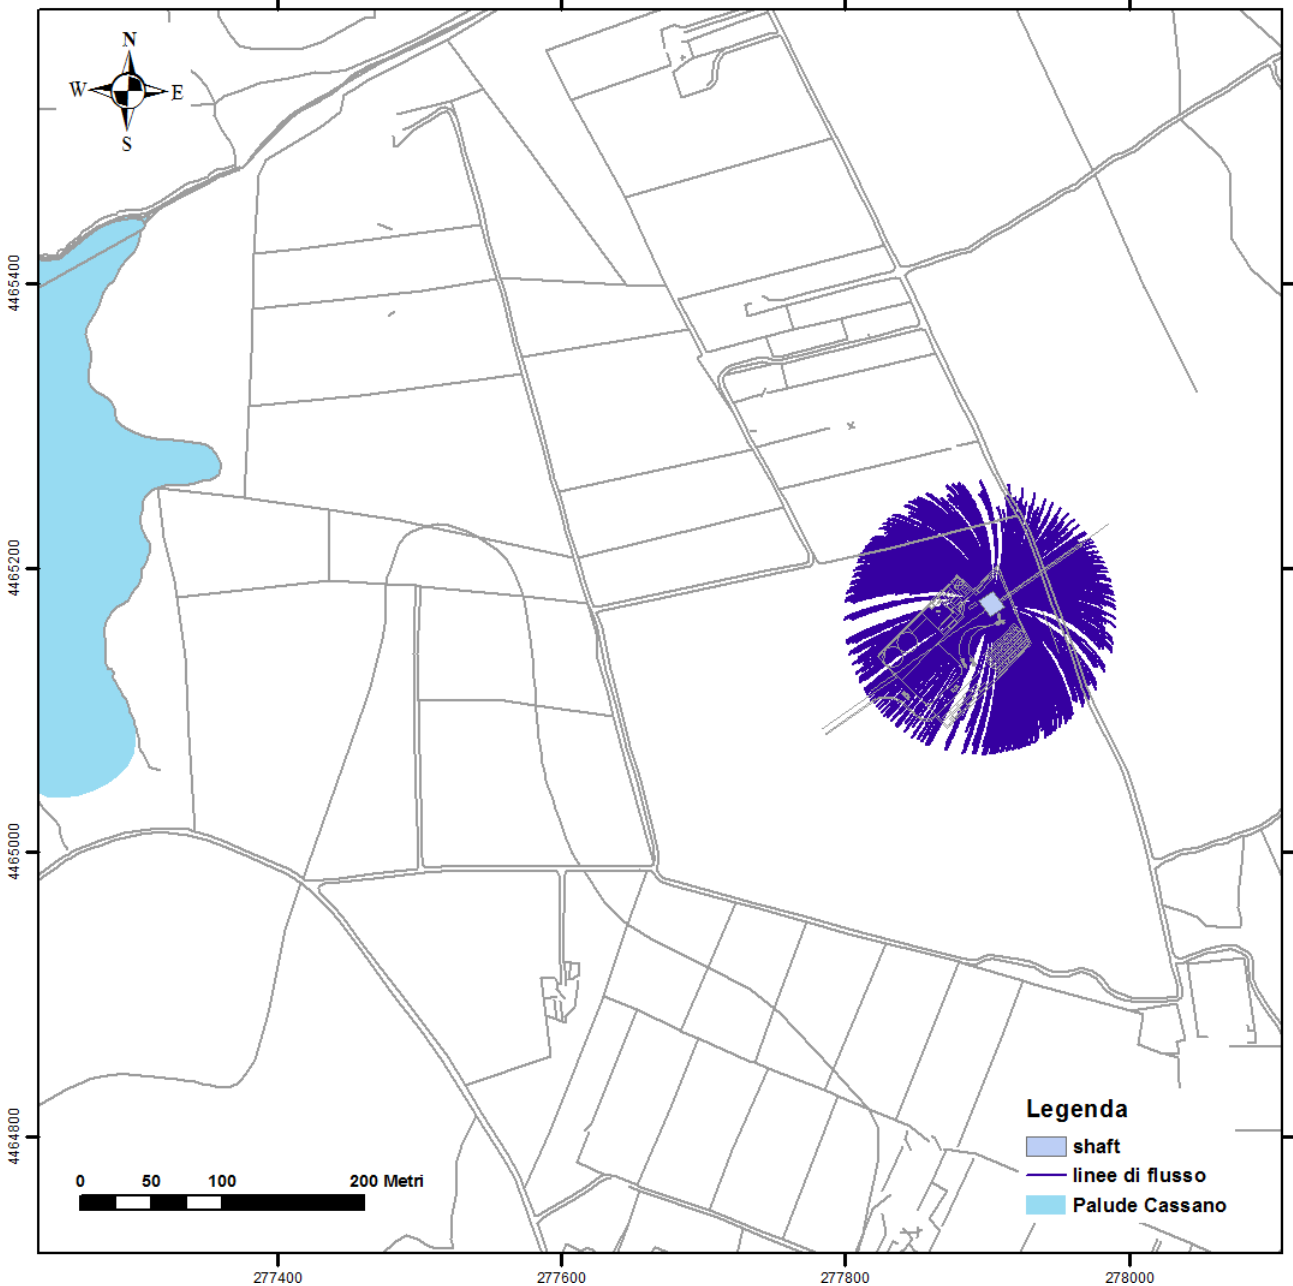 N
W E
S
4465400
4465200
4465000
4464800
Legenda
shaft
linee di flusso
Palude Cassano
0 50 100 200 Metri
277400 277600 277800 278000